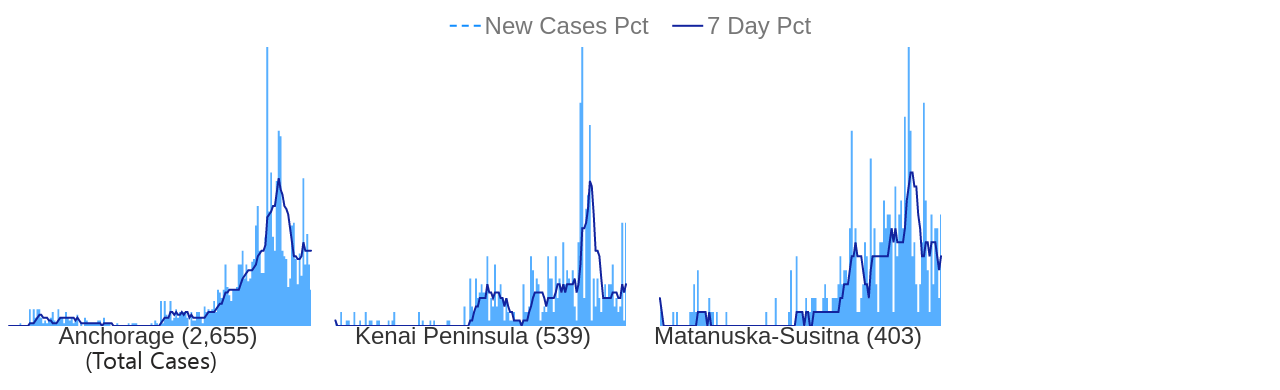 New Cases Pct 7 Day Pct
Anchorage (2,655) Kenai Peninsula (539) Matanuska-Susitna (403)
(Total Cases)